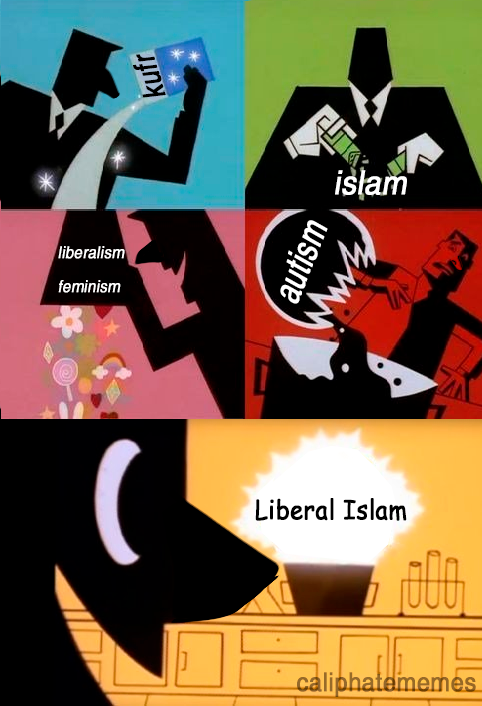 kufr
islam
liberalism
feminism
autism
Liberal Islam
caliphatememes